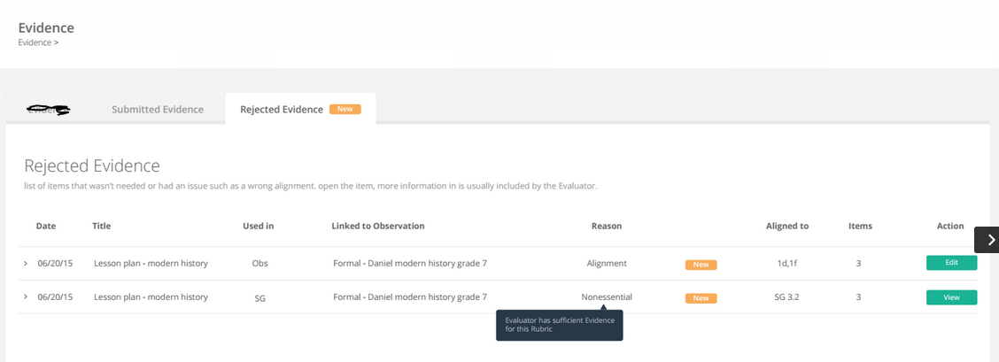 Evidence
Evidence >
Submitted Evidence
Rejected Evidence New
Rejected Evidence
list of items that wasn't needed or had an issue such as a wrong alignment. open the item, more information in is usually included by the Evaluator.
Date Title Used in Linked to Observation Reason Aligned to Items Action
06/20/15 Lesson plan - modern history Obs Formal - Daniel modern history grade 7 Alignment New 1d,1f 3 Edit
06/20/15 Lesson plan - modern history SG Formal - Daniel modern history grade 7 Nonessential New SG 3.2 3 View
Evaluator has sufficient Evidence
for this Rubric